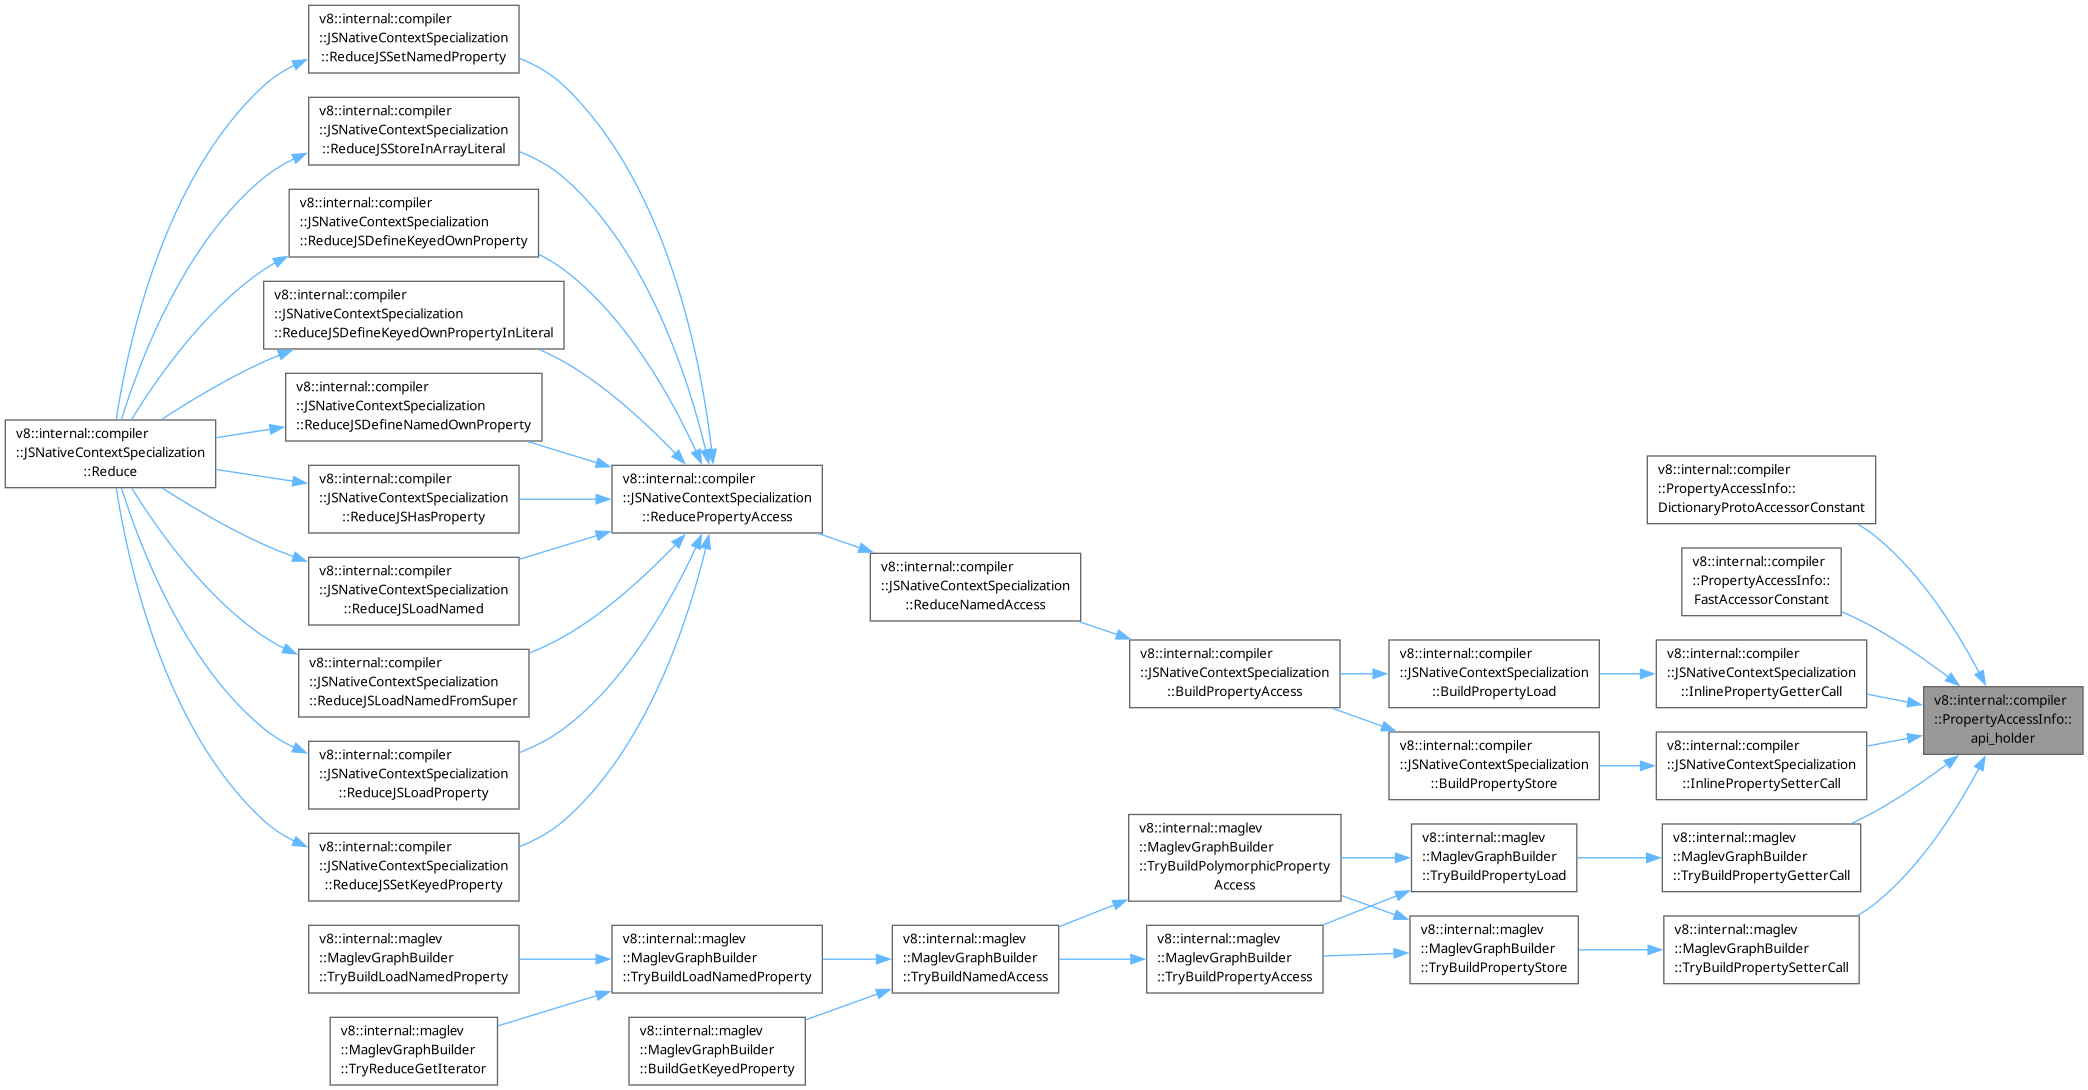 v8::internal::compiler
::JSNativeContextSpecialization
::Reduce
v8::internal::compiler
::JSNativeContextSpecialization
::ReduceJSSetNamedProperty
v8::internal::compiler
::JSNativeContextSpecialization
::ReduceJSStoreInArrayLiteral
v8::internal::compiler
::JSNativeContextSpecialization
::ReduceJSDefineKeyedOwnProperty
v8::internal::compiler
::JSNativeContextSpecialization
::ReduceJSDefineKeyedOwnPropertyInLiteral
v8::internal::compiler
::JSNativeContextSpecialization
::ReduceJSDefineNamedOwnProperty
v8::internal::compiler
::JSNativeContextSpecialization
::ReduceJSHasProperty
v8::internal::compiler
::JSNativeContextSpecialization
::ReduceJSLoadNamed
v8::internal::compiler
::JSNativeContextSpecialization
::ReduceJSLoadNamedFromSuper
v8::internal::compiler
::JSNativeContextSpecialization
::ReduceJSLoadProperty
v8::internal::compiler
::JSNativeContextSpecialization
::ReduceJSSetKeyedProperty
v8::internal::maglev
::MaglevGraphBuilder
::TryBuildLoadNamedProperty
v8::internal::maglev
::MaglevGraphBuilder
::TryReduceGetIterator
v8::internal::compiler
::JSNativeContextSpecialization
::ReducePropertyAccess
v8::internal::maglev
::MaglevGraphBuilder
::TryBuildLoadNamedProperty
v8::internal::maglev
::MaglevGraphBuilder
::BuildGetKeyedProperty
v8::internal::compiler
::JSNativeContextSpecialization
::ReduceNamedAccess
v8::internal::maglev
::MaglevGraphBuilder
::TryBuildNamedAccess
v8::internal::compiler
::JSNativeContextSpecialization
::BuildPropertyAccess
v8::internal::maglev
::MaglevGraphBuilder
::TryBuildPolymorphicProperty
Access
v8::internal::maglev
::MaglevGraphBuilder
::TryBuildPropertyAccess
v8::internal::compiler
::JSNativeContextSpecialization
::BuildPropertyLoad
v8::internal::compiler
::JSNativeContextSpecialization
::BuildPropertyStore
v8::internal::maglev
::MaglevGraphBuilder
::TryBuildPropertyLoad
v8::internal::maglev
::MaglevGraphBuilder
::TryBuildPropertyStore
v8::internal::compiler
::PropertyAccessInfo::
DictionaryProtoAccessorConstant
v8::internal::compiler
::PropertyAccessInfo::
FastAccessorConstant
v8::internal::compiler
::JSNativeContextSpecialization
::InlinePropertyGetterCall
v8::internal::compiler
::JSNativeContextSpecialization
::InlinePropertySetterCall
v8::internal::maglev
::MaglevGraphBuilder
::TryBuildPropertyGetterCall
v8::internal::maglev
::MaglevGraphBuilder
::TryBuildPropertySetterCall
v8::internal::compiler
::PropertyAccessInfo::
api_holder